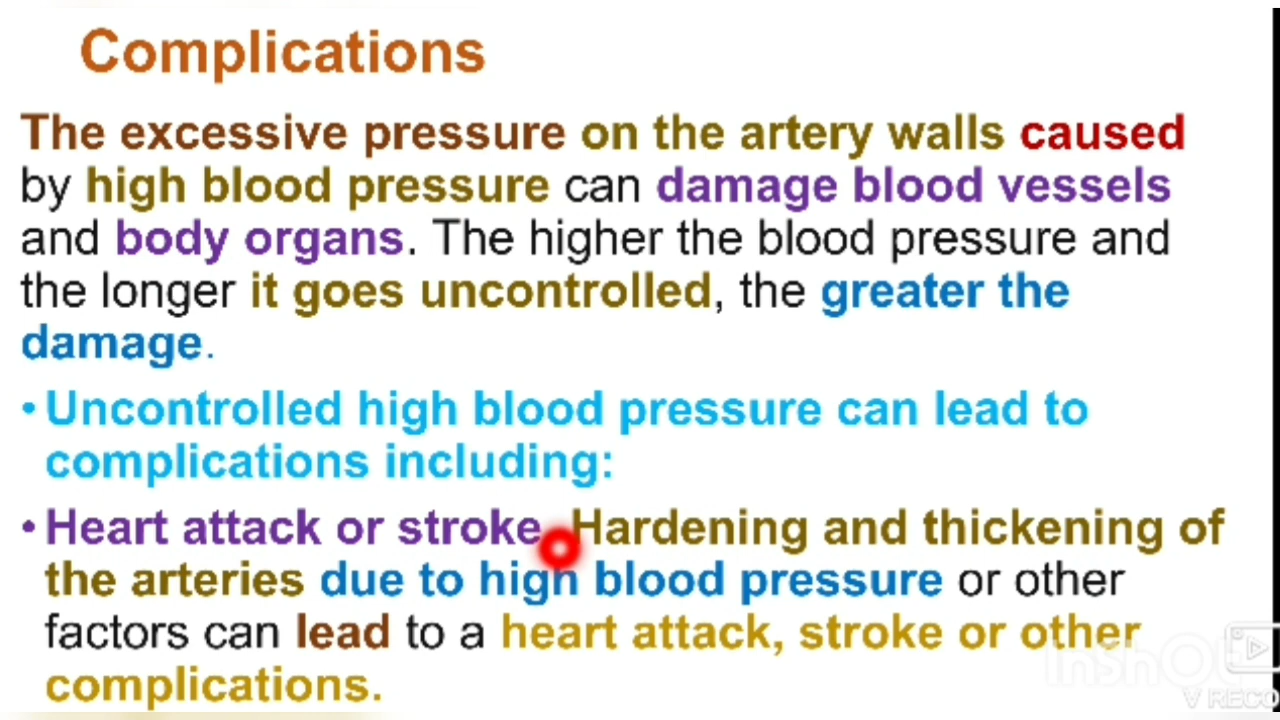 Complications
The excessive pressure on the artery walls caused
by high blood pressure can damage blood vessels
and body organs. The higher the blood pressure and
the longer it goes uncontrolled, the greater the
damage.
• Uncontrolled high blood pressure can lead to
complications including:
• Heart attack or stroke Hardening and thickening of
the arteries due to high blood pressure or other
factors can lead to a heart attack, stroke or other
complications.
V RECO